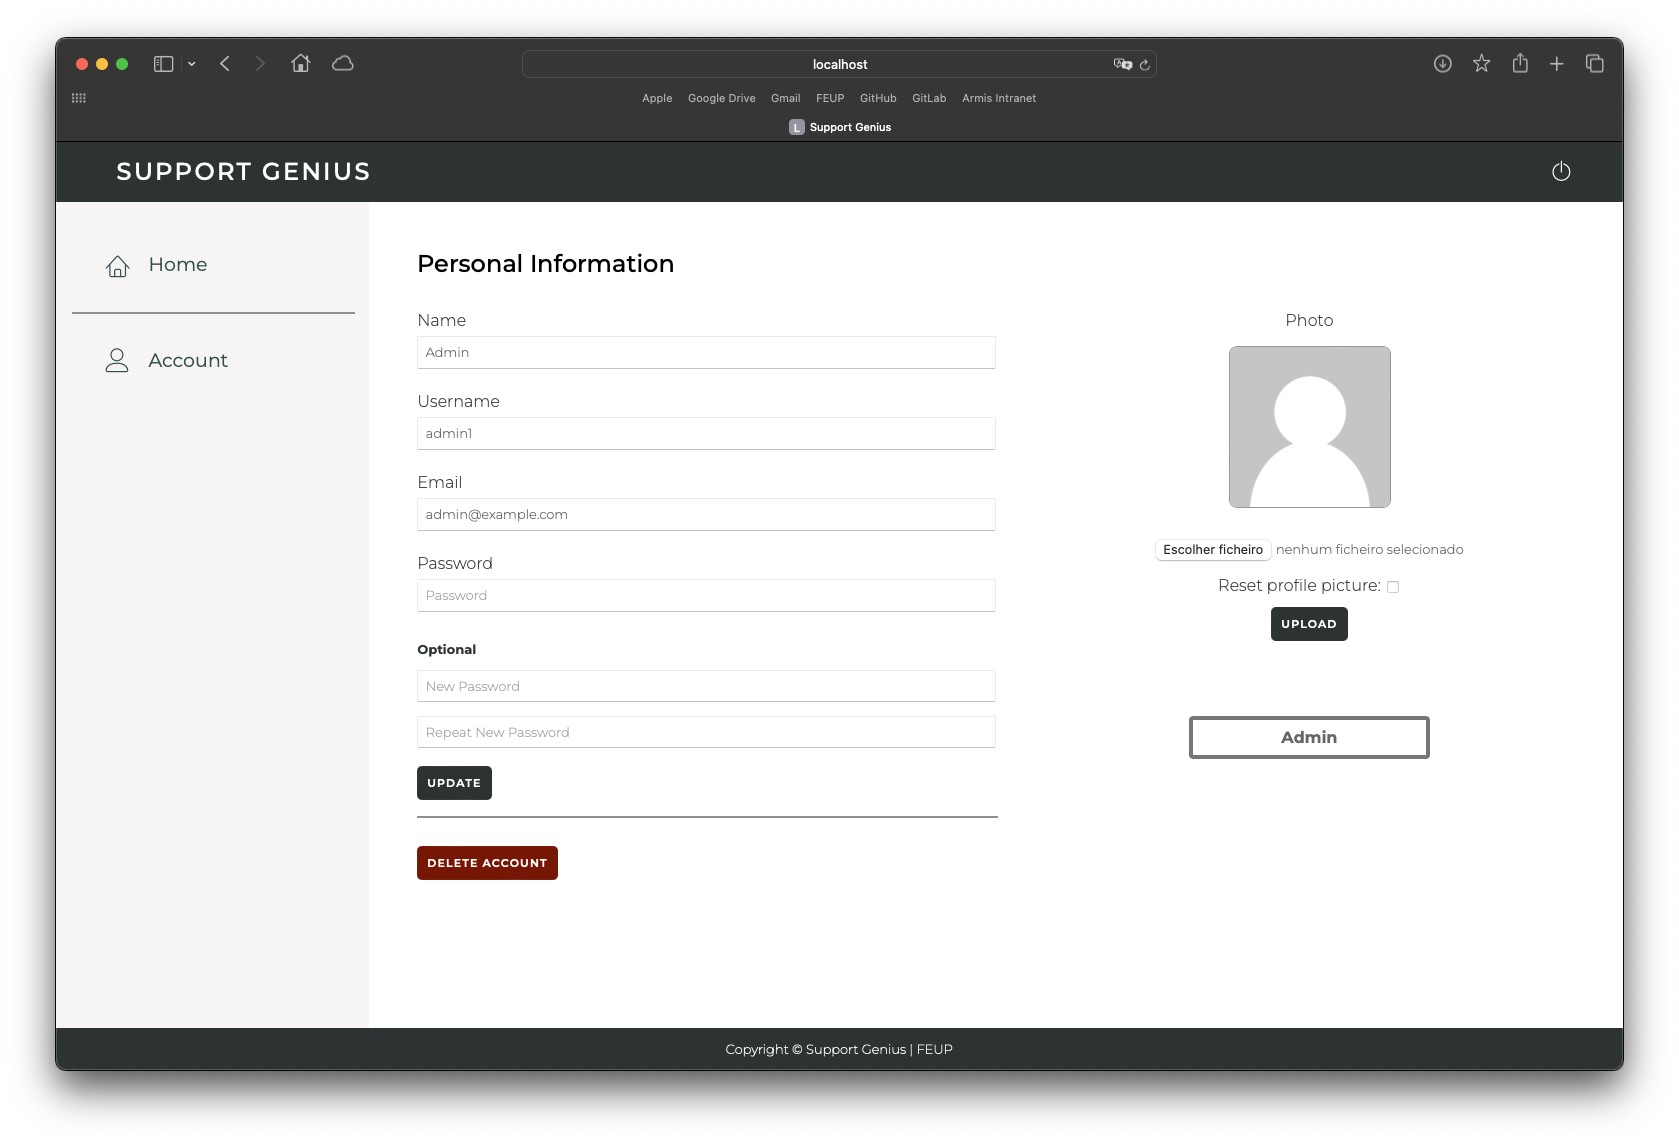 localhost
Apple Google Drive Gmail FEUP GitHub GitLab Armis Intranet
L Support Genius
SUPPORT GENIUS
Home
Account
Personal Information
Name
Admin
Username
admin1
Email
admin@example.com
Password
Password
Optional
New Password
Repeat New Password
UPDATE
DELETE ACCOUNT
Photo
Escolher ficheiro nenhum ficheiro selecionado
Reset profile picture:
UPLOAD
Admin
Copyright © Support Genius | FEUP